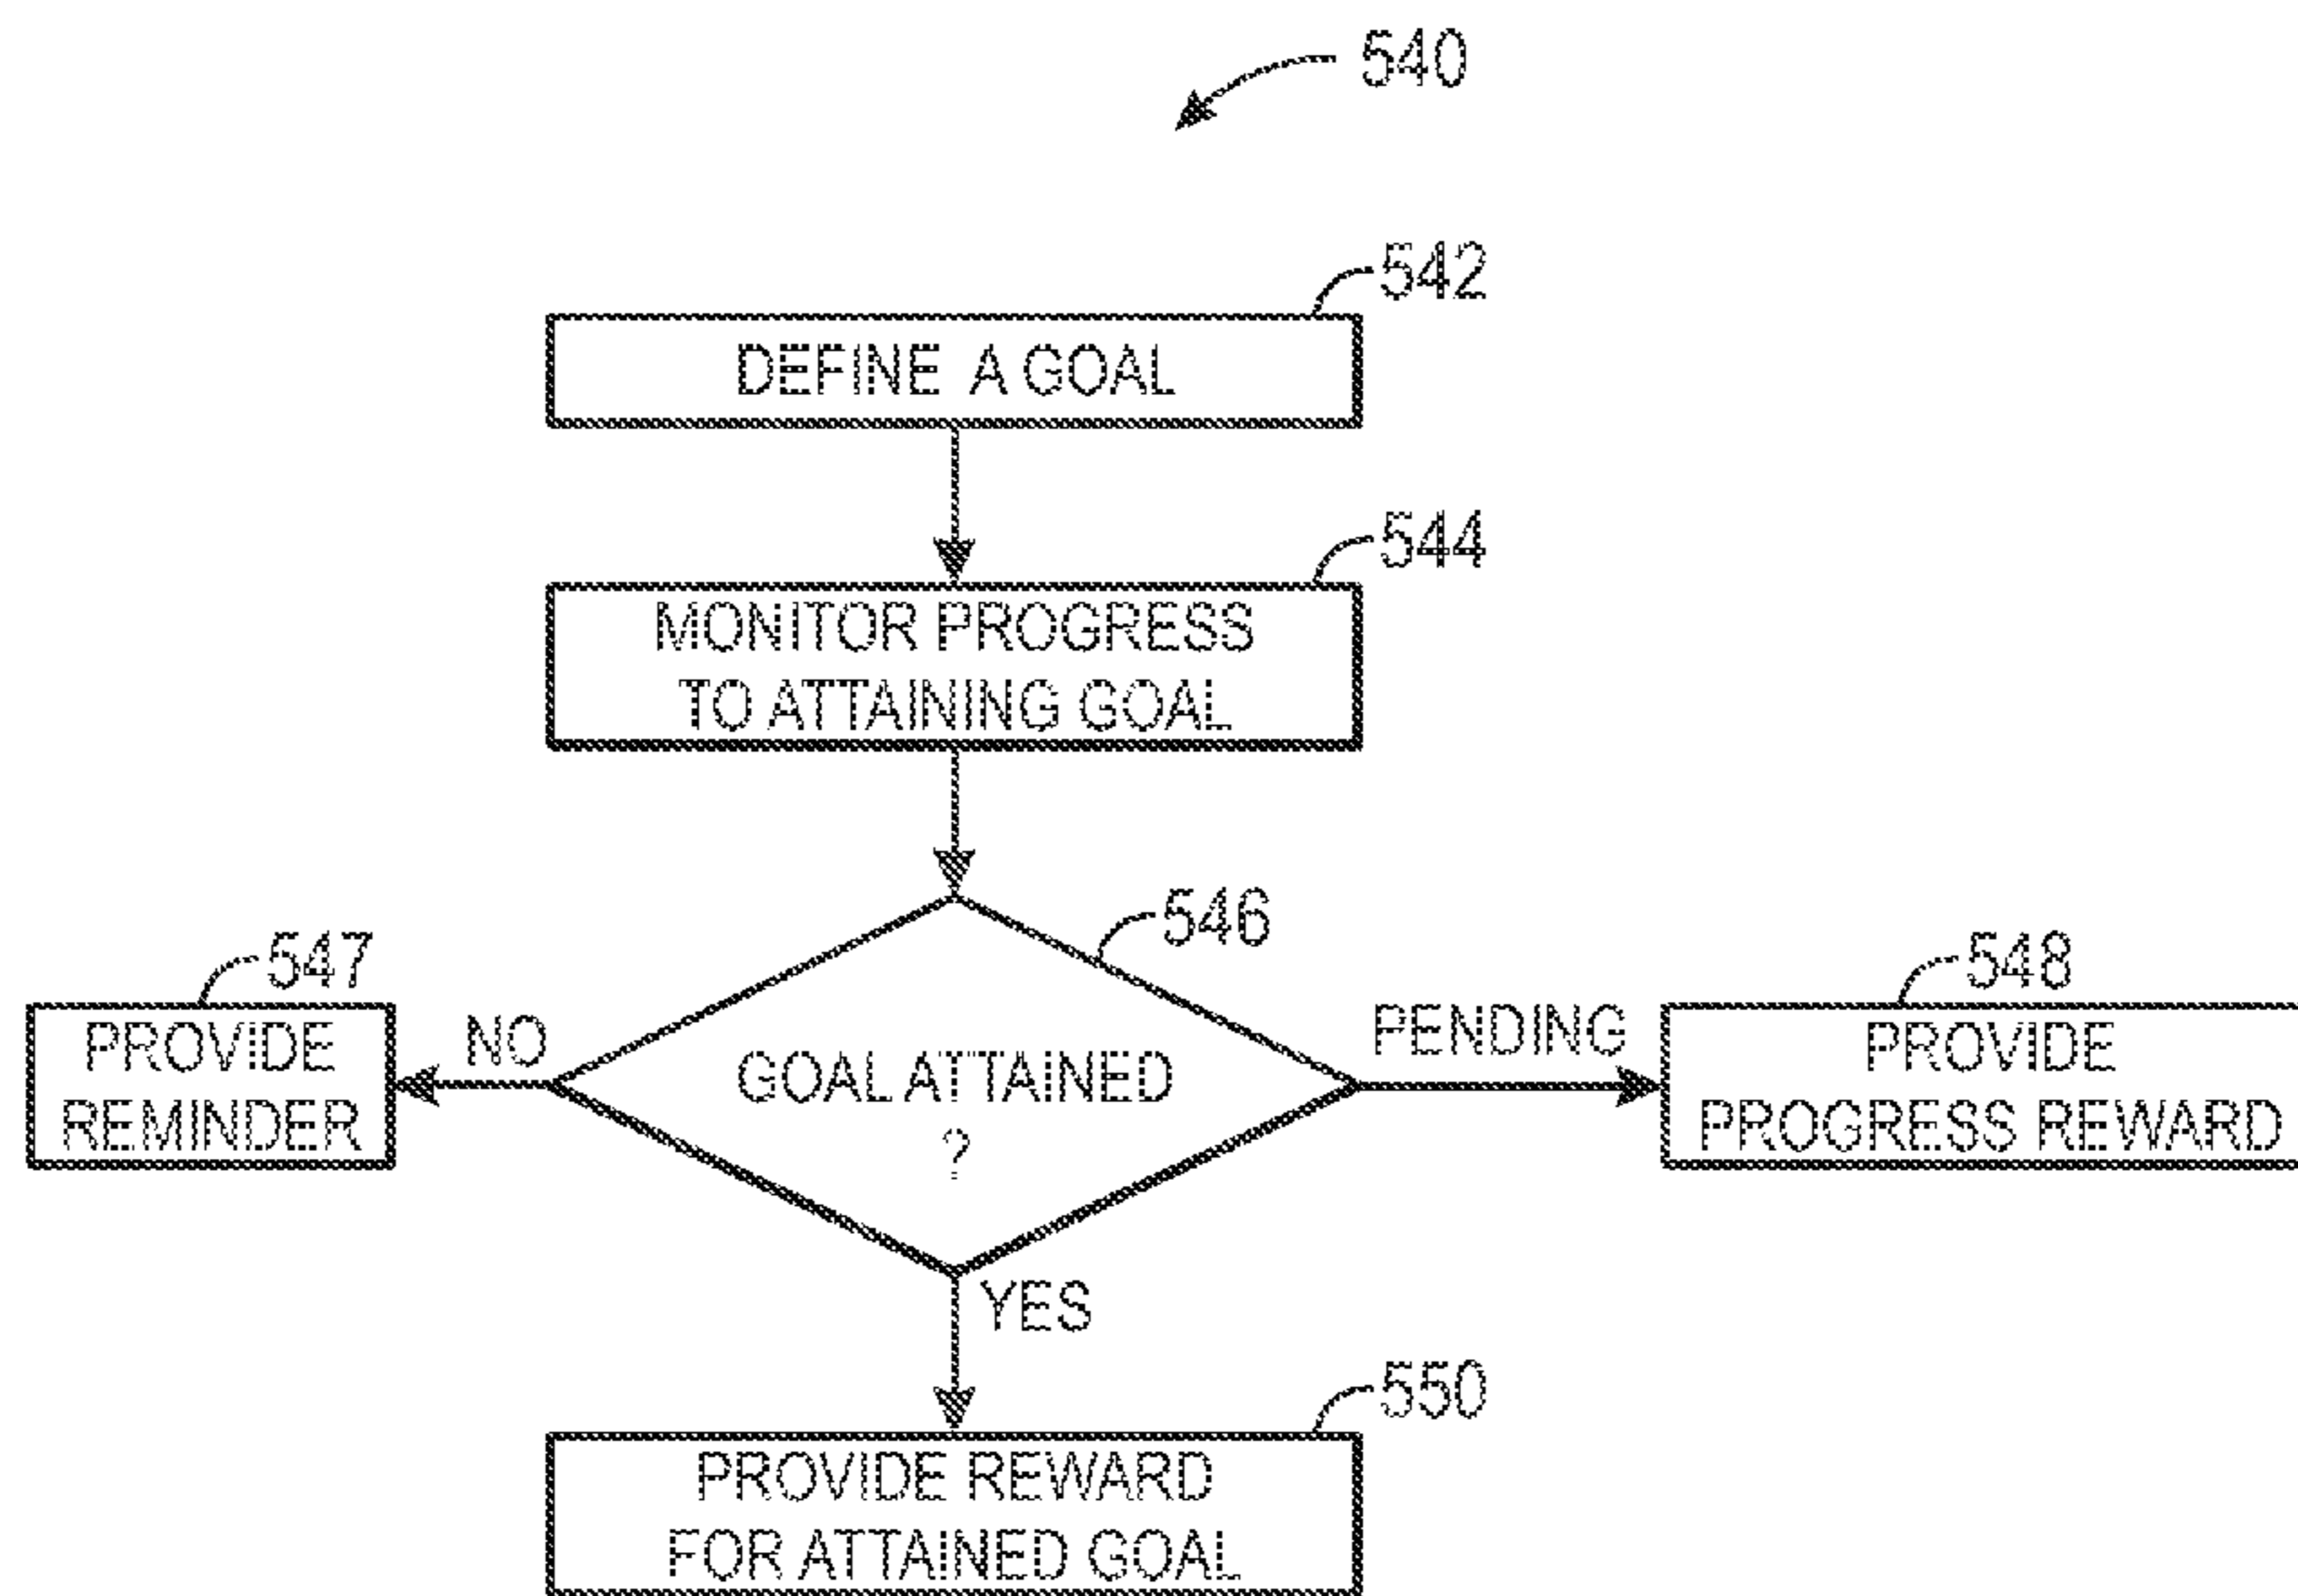 540
542
DEFINE A GOAL
544
MONITOR PROGRESS
TO ATTAINING GOAL
546
547
548
PROVIDE
REMINDER
NO
GOAL ATTAINED
?
PENDING
PROVIDE
PROGRESS REWARD
YES
550
PROVIDE REWARD
FOR ATTAINED GOAL